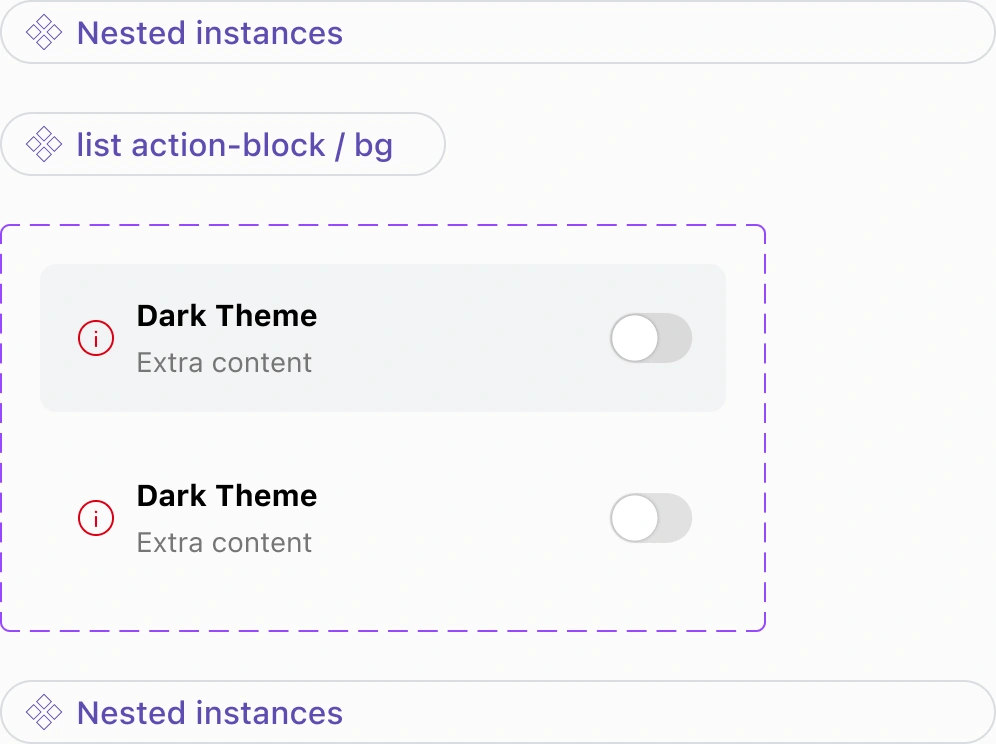 Nested instances
list action-block / bg
Dark Theme
Extra content
Dark Theme
Extra content
Nested instances